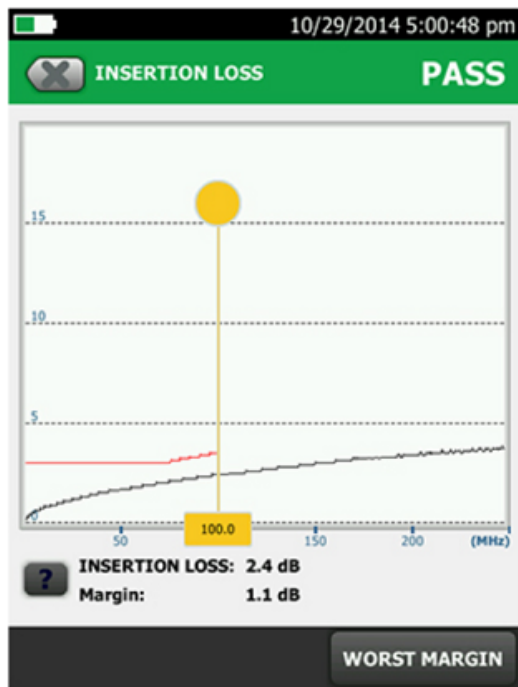 10/29/2014 5:00:48 pm
INSERTION LOSS PASS
15
10
5
0
50 100.0 150 200 (MHz)
? INSERTION LOSS: 2.4 dB
Margin: 1.1 dB
WORST MARGIN